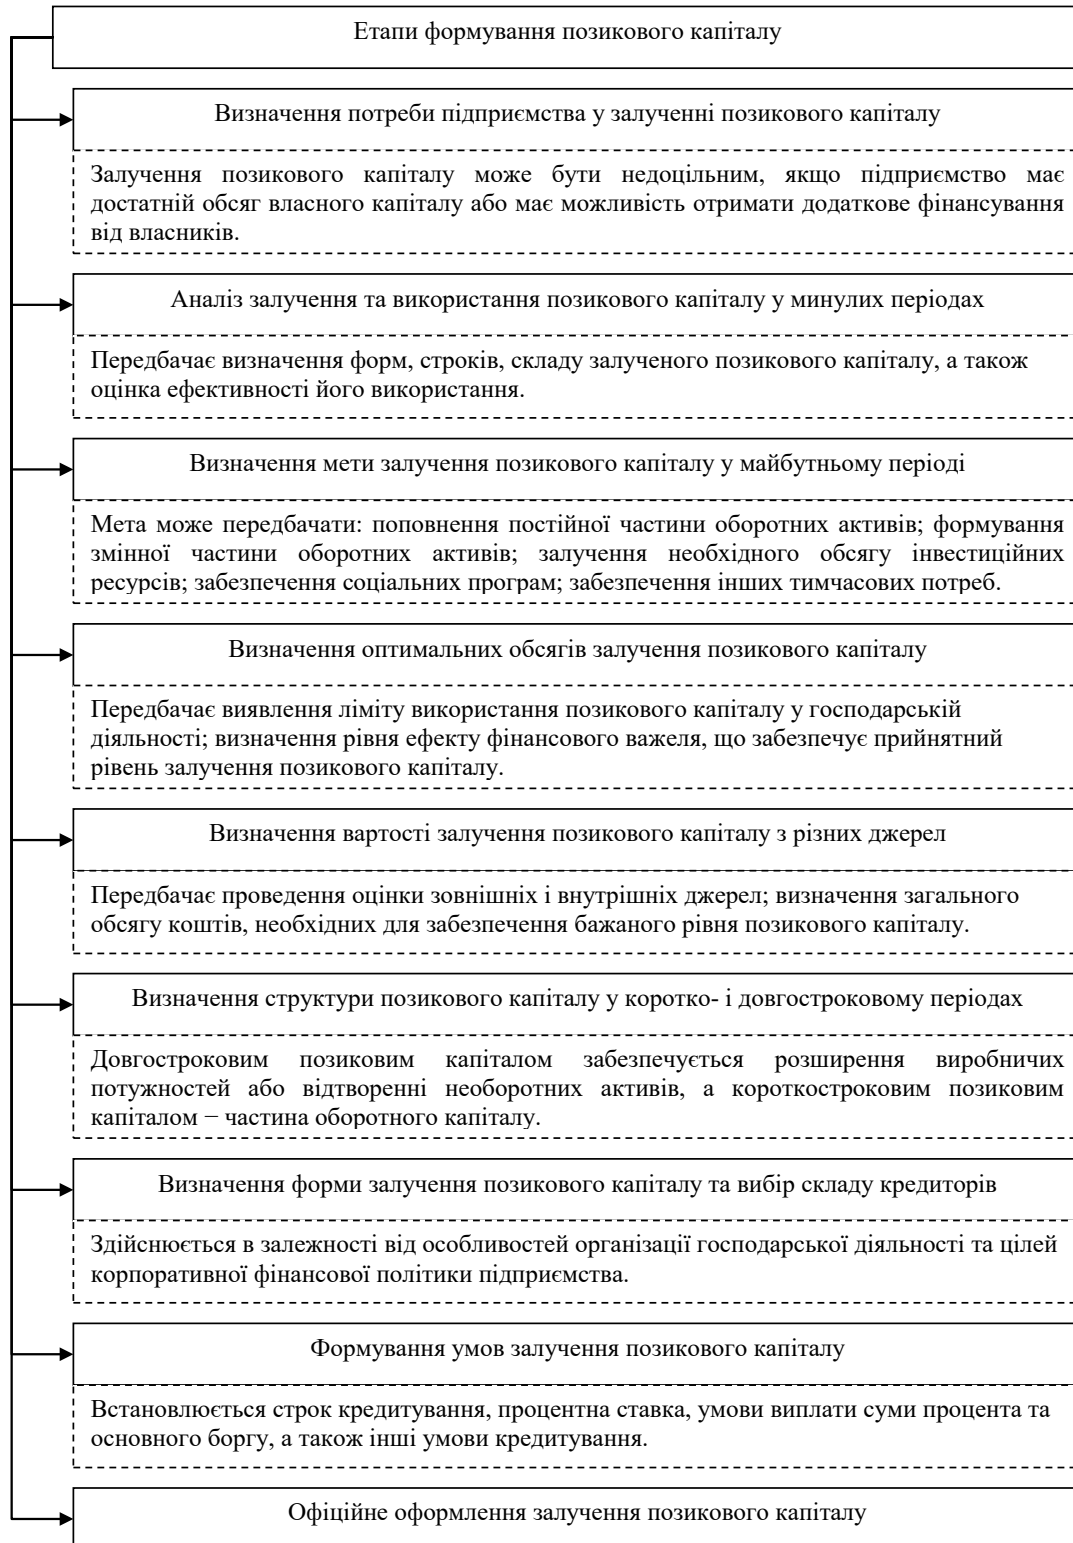 Етапи формування позикового капіталу
Визначення потреби підприємства у залученні позикового капіталу
Залучення позикового капіталу може бути недоцільним, якщо підприємство має
достатній обсяг власного капіталу або має можливість отримати додаткове фінансування
від власників.
Аналіз залучення та використання позикового капіталу у минулих періодах
Передбачає визначення форм, строків, складу залученого позикового капіталу, а також
оцінка ефективності його використання.
Визначення мети залучення позикового капіталу у майбутньому періоді
Мета може передбачати: поповнення постійної частини оборотних активів; формування
змінної частини оборотних активів; залучення необхідного обсягу інвестиційних
ресурсів; забезпечення соціальних програм; забезпечення інших тимчасових потреб.
Визначення оптимальних обсягів залучення позикового капіталу
Передбачає виявлення ліміту використання позикового капіталу у господарській
діяльності; визначення рівня ефекту фінансового важеля, що забезпечує прийнятний
рівень залучення позикового капіталу.
Визначення вартості залучення позикового капіталу з різних джерел
Передбачає проведення оцінки зовнішніх і внутрішніх джерел; визначення загального
обсягу коштів, необхідних для забезпечення бажаного рівня позикового капіталу.
Визначення структури позикового капіталу у коротко- і довгостроковому періодах
Довгостроковим позиковим капіталом забезпечується розширення виробничих
потужностей або відтворенні необоротних активів, а короткостроковим позиковим
капіталом − частина оборотного капіталу.
Визначення форми залучення позикового капіталу та вибір складу кредиторів
Здійснюється в залежності від особливостей організації господарської діяльності та цілей
корпоративної фінансової політики підприємства.
Формування умов залучення позикового капіталу
Встановлюється строк кредитування, процентна ставка, умови виплати суми процента та
основного боргу, а також інші умови кредитування.
Офіційне оформлення залучення позикового капіталу